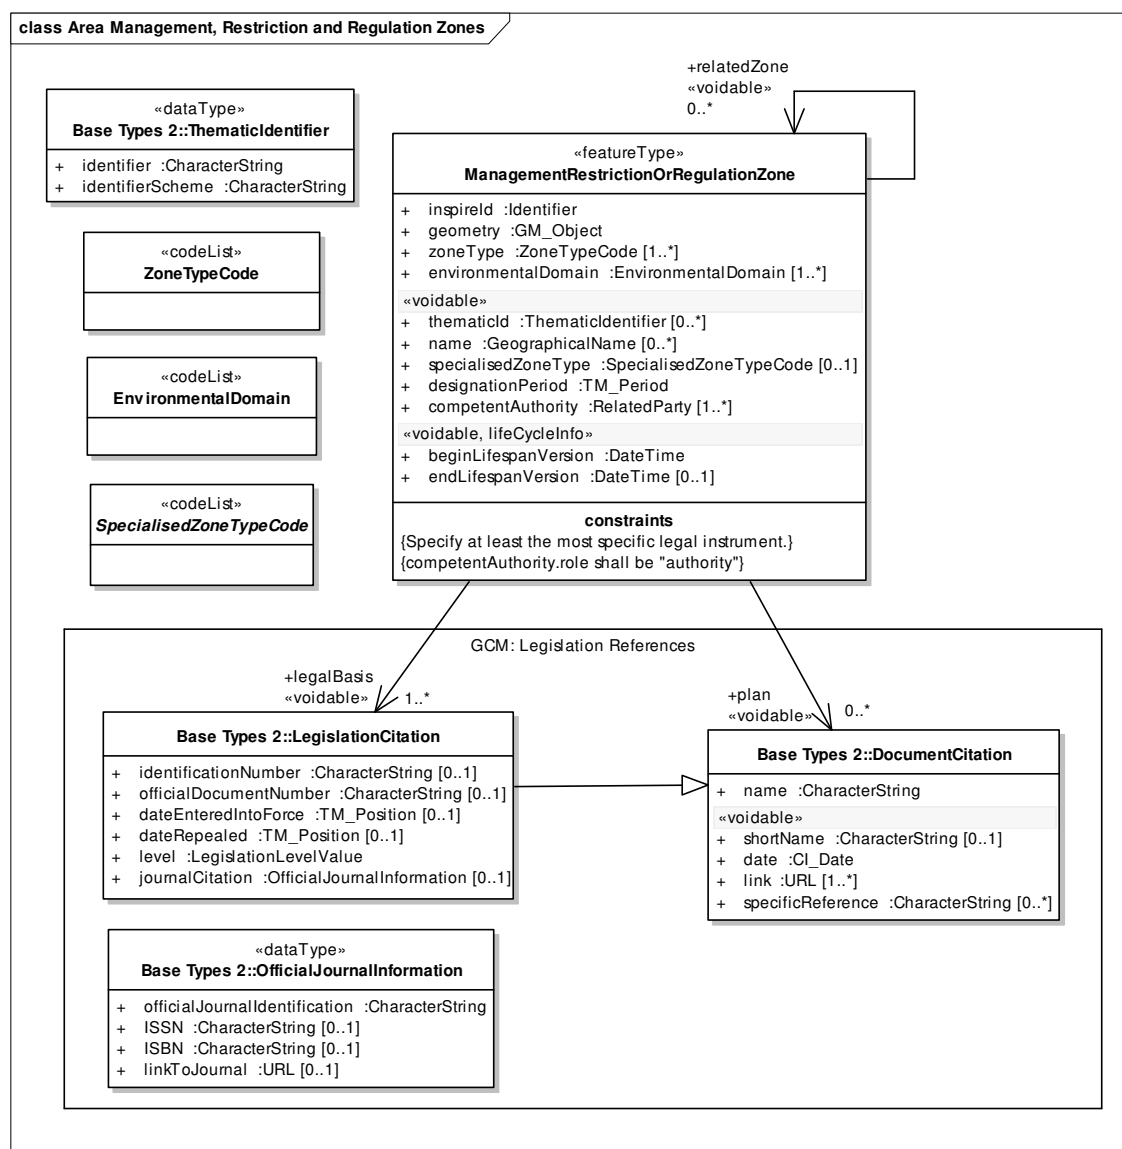 class Area Management, Restriction and Regulation Zones
+relatedZone
«voidable»
0..*
«dataType»
Base Types 2::ThematicIdentifier
+ identifier :CharacterString
+ identifierScheme :CharacterString
«codeList»
ZoneTypeCode
«codeList»
EnvironmentalDomain
«codeList»
SpecialisedZoneTypeCode
«featureType»
ManagementRestrictionOrRegulationZone
+ inspireId :Identifier
+ geometry :GM_Object
+ zoneType :ZoneTypeCode [1..*]
+ environmentalDomain :EnvironmentalDomain [1..*]
«voidable»
+ thematicId :ThematicIdentifier [0..*]
+ name :GeographicalName [0..*]
+ specialisedZoneType :SpecialisedZoneTypeCode [0..1]
+ designationPeriod :TM_Period
+ competentAuthority :RelatedParty [1..*]
«voidable, lifeCycleInfo»
+ beginLifespanVersion :DateTime
+ endLifespanVersion :DateTime [0..1]
constraints
{Specify at least the most specific legal instrument.}
{competentAuthority.role shall be "authority"}
GCM: Legislation References
+legalBasis
«voidable» 1..*
+plan
«voidable» 0..*
Base Types 2::LegislationCitation
+ identificationNumber :CharacterString [0..1]
+ officialDocumentNumber :CharacterString [0..1]
+ dateEnteredIntoForce :TM_Position [0..1]
+ dateRepealed :TM_Position [0..1]
+ level :LegislationLevelValue
+ journalCitation :OfficialJournalInformation [0..1]
Base Types 2::DocumentCitation
+ name :CharacterString
«voidable»
+ shortName :CharacterString [0..1]
+ date :CI_Date
+ link :URL [1..*]
+ specificReference :CharacterString [0..*]
«dataType»
Base Types 2::OfficialJournalInformation
+ officialJournalIdentification :CharacterString
+ ISSN :CharacterString [0..1]
+ ISBN :CharacterString [0..1]
+ linkToJournal :URL [0..1]